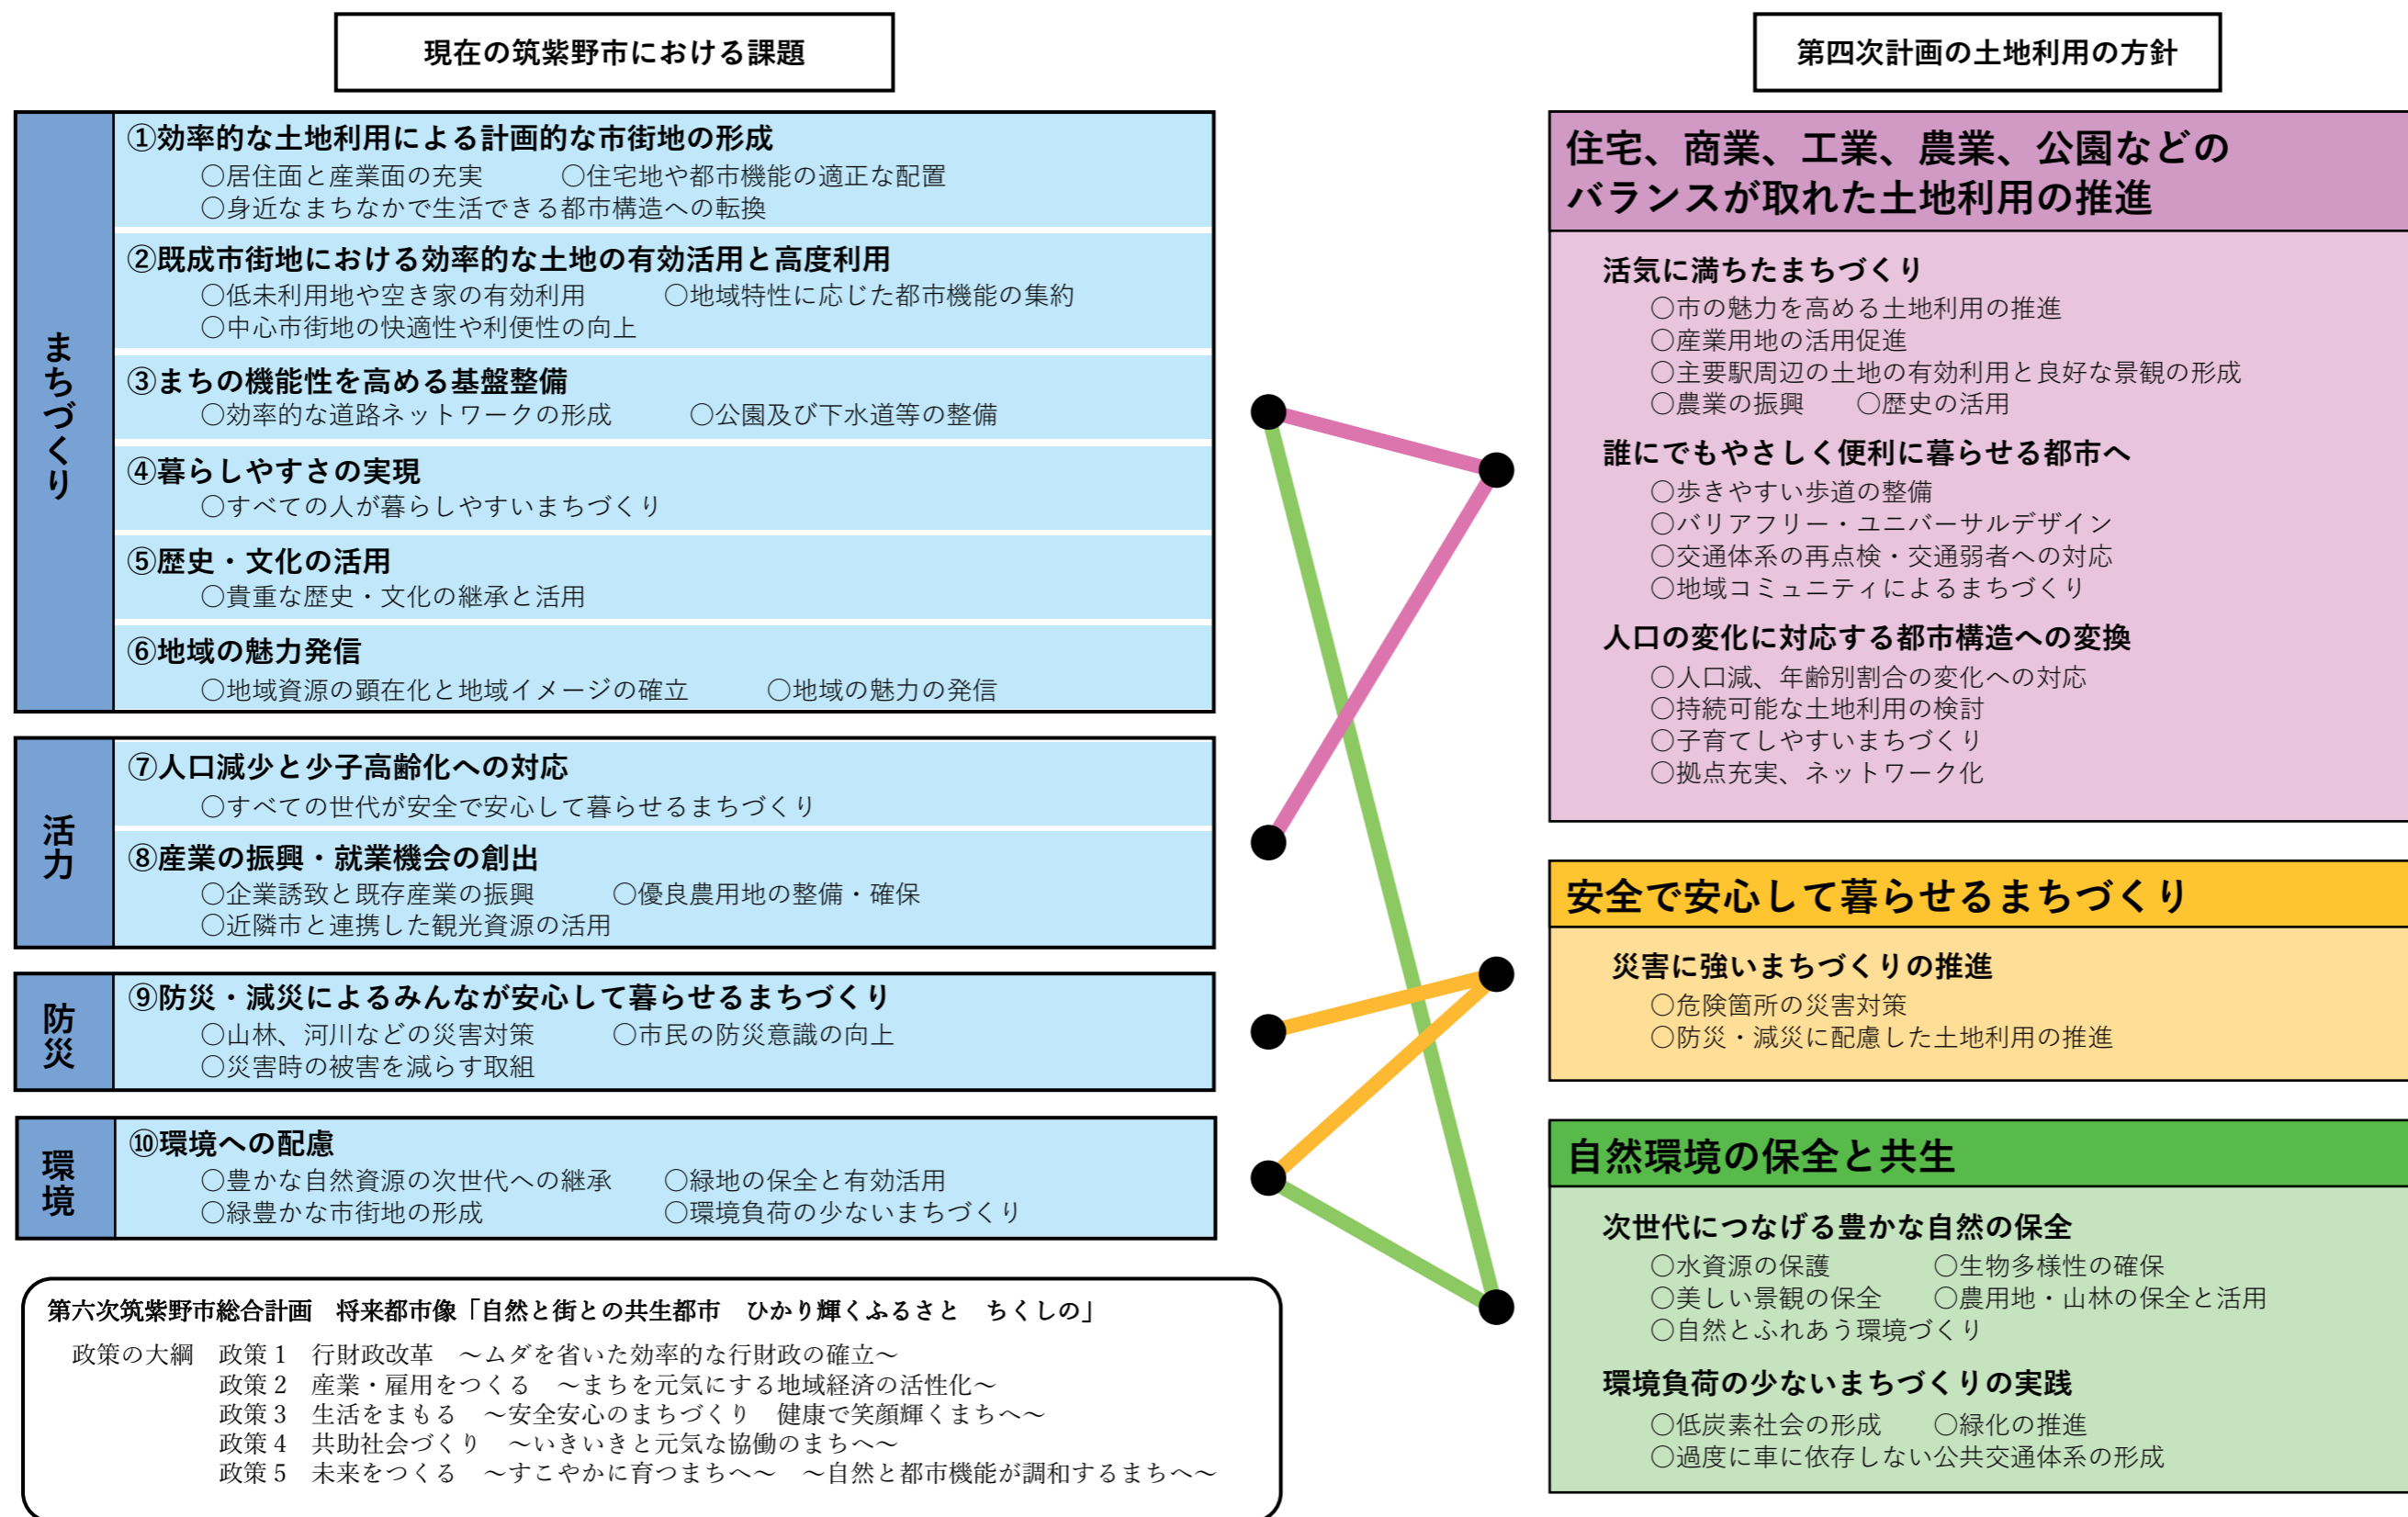 現在の筑紫野市における課題
まちづくり
①効率的な土地利用による計画的な市街地の形成
○居住面と産業面の充実　○住宅地や都市機能の適正な配置
○身近なまちなかで生活できる都市構造への転換
②既成市街地における効率的な土地の有効活用と高度利用
○低未利用地や空き家の有効利用　○地域特性に応じた都市機能の集約
○中心市街地の快適性や利便性の向上
③まちの機能性を高める基盤整備
○効率的な道路ネットワークの形成　○公園及び下水道等の整備
④暮らしやすさの実現
○すべての人が暮らしやすいまちづくり
⑤歴史・文化の活用
○貴重な歴史・文化の継承と活用
⑥地域の魅力発信
○地域資源の顕在化と地域イメージの確立　○地域の魅力の発信
活力
⑦人口減少と少子高齢化への対応
○すべての世代が安全で安心して暮らせるまちづくり
⑧産業の振興・就業機会の創出
○企業誘致と既存産業の振興　○優良農用地の整備・確保
○近隣市と連携した観光資源の活用
防災
⑨防災・減災によるみんなが安心して暮らせるまちづくり
○山林、河川などの災害対策　○市民の防災意識の向上
○災害時の被害を減らす取組
環境
⑩環境への配慮
○豊かな自然資源の次世代への継承　○緑地の保全と有効活用
○緑豊かな市街地の形成　○環境負荷の少ないまちづくり
第六次筑紫野市総合計画　将来都市像「自然と街との共生都市　ひかり輝くふるさと　ちくしの」
政策の大綱　政策１　行財政改革　～ムダを省いた効率的な行財政の確立～
政策２　産業・雇用をつくる　～まちを元気にする地域経済の活性化～
政策３　生活をまもる　～安全安心のまちづくり　健康で笑顔輝くまちへ～
政策４　共助社会づくり　～いきいきと元気な協働のまちへ～
政策５　未来をつくる　～すこやかに育つまちへ～　～自然と都市機能が調和するまちへ～
第四次計画の土地利用の方針
住宅、商業、工業、農業、公園などの
バランスが取れた土地利用の推進
活気に満ちたまちづくり
○市の魅力を高める土地利用の推進
○産業用地の活用促進
○主要駅周辺の土地の有効利用と良好な景観の形成
○農業の振興　○歴史の活用
誰にでもやさしく便利に暮らせる都市へ
○歩きやすい歩道の整備
○バリアフリー・ユニバーサルデザイン
○交通体系の再点検・交通弱者への対応
○地域コミュニティによるまちづくり
人口の変化に対応する都市構造への変換
○人口減、年齢別割合の変化への対応
○持続可能な土地利用の検討
○子育てしやすいまちづくり
○拠点充実、ネットワーク化
安全で安心して暮らせるまちづくり
災害に強いまちづくりの推進
○危険箇所の災害対策
○防災・減災に配慮した土地利用の推進
自然環境の保全と共生
次世代につなげる豊かな自然の保全
○水資源の保護　○生物多様性の確保
○美しい景観の保全　○農用地・山林の保全と活用
○自然とふれあう環境づくり
環境負荷の少ないまちづくりの実践
○低炭素社会の形成　○緑化の推進
○過度に車に依存しない公共交通体系の形成